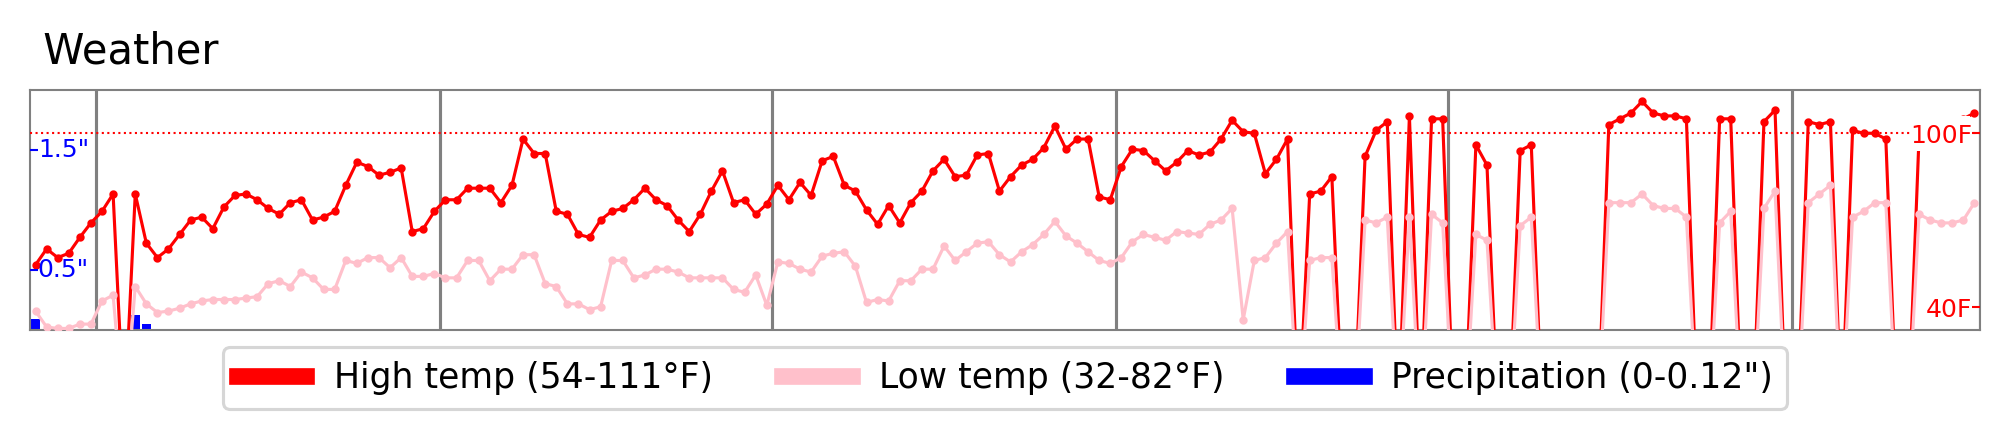 Weather
1.5"
0.5"
100F
40F
High temp (54-111°F)
Low temp (32-82°F)
Precipitation (0-0.12")